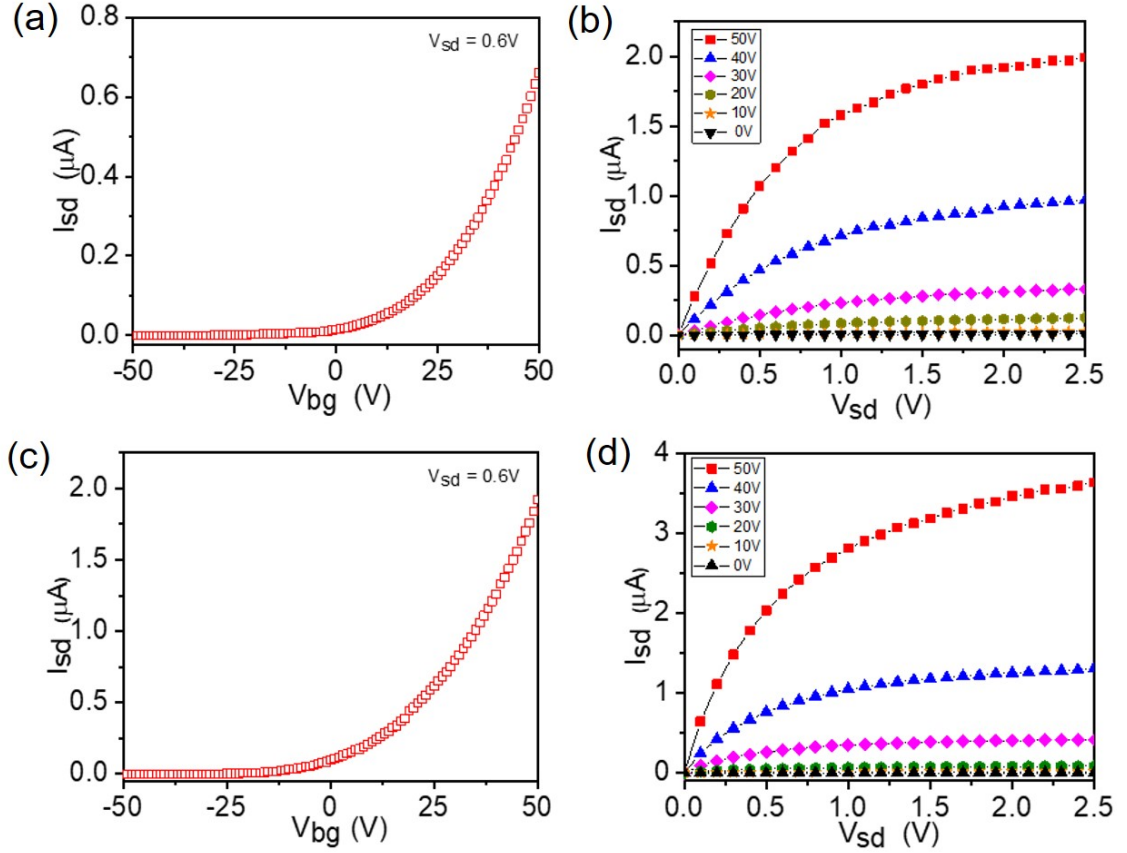 (a)
0.8
0.6
0.4
0.2
0.0
Isd (μA)
Vsd = 0.6V
-50
-25
0
25
50
Vbg (V)
(b)
2.0
1.5
1.0
0.5
0.0
Isd (μA)
50V
40V
30V
20V
10V
0V
0.0
0.5
1.0
1.5
2.0
2.5
Vsd (V)
(c)
2.0
1.5
1.0
0.5
0.0
Isd (μA)
Vsd = 0.6V
-50
-25
0
25
50
Vbg (V)
(d)
4
3
2
1
0
Isd (μA)
50V
40V
30V
20V
10V
0V
0.0
0.5
1.0
1.5
2.0
2.5
Vsd (V)